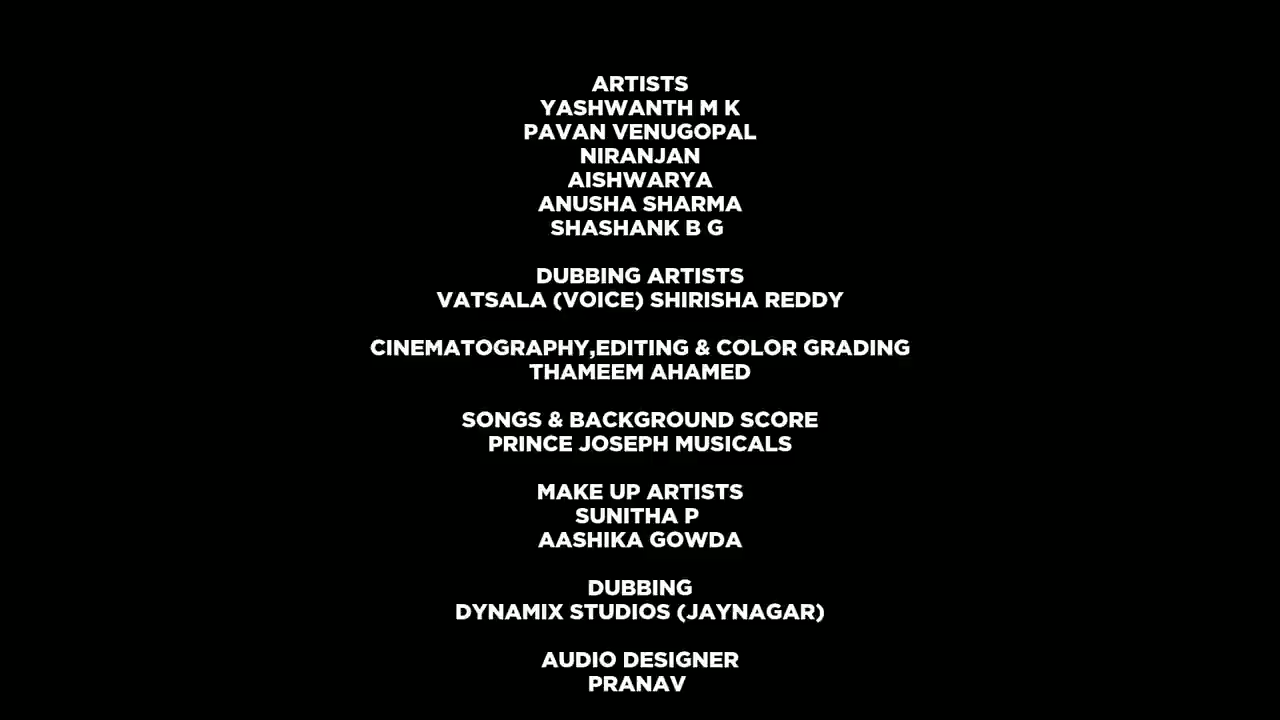 ARTISTS
YASHWANTH M K
PAVAN VENUGOPAL
NIRANJAN
AISHWARYA
ANUSHA SHARMA
SHASHANK B G
DUBBING ARTISTS
VATSALA (VOICE) SHIRISHA REDDY
CINEMATOGRAPHY,EDITING & COLOR GRADING
THAMEEM AHAMED
SONGS & BACKGROUND SCORE
PRINCE JOSEPH MUSICALS
MAKE UP ARTISTS
SUNITHA P
AASHIKA GOWDA
DUBBING
DYNAMIX STUDIOS (JAYNAGAR)
AUDIO DESIGNER
PRANAV